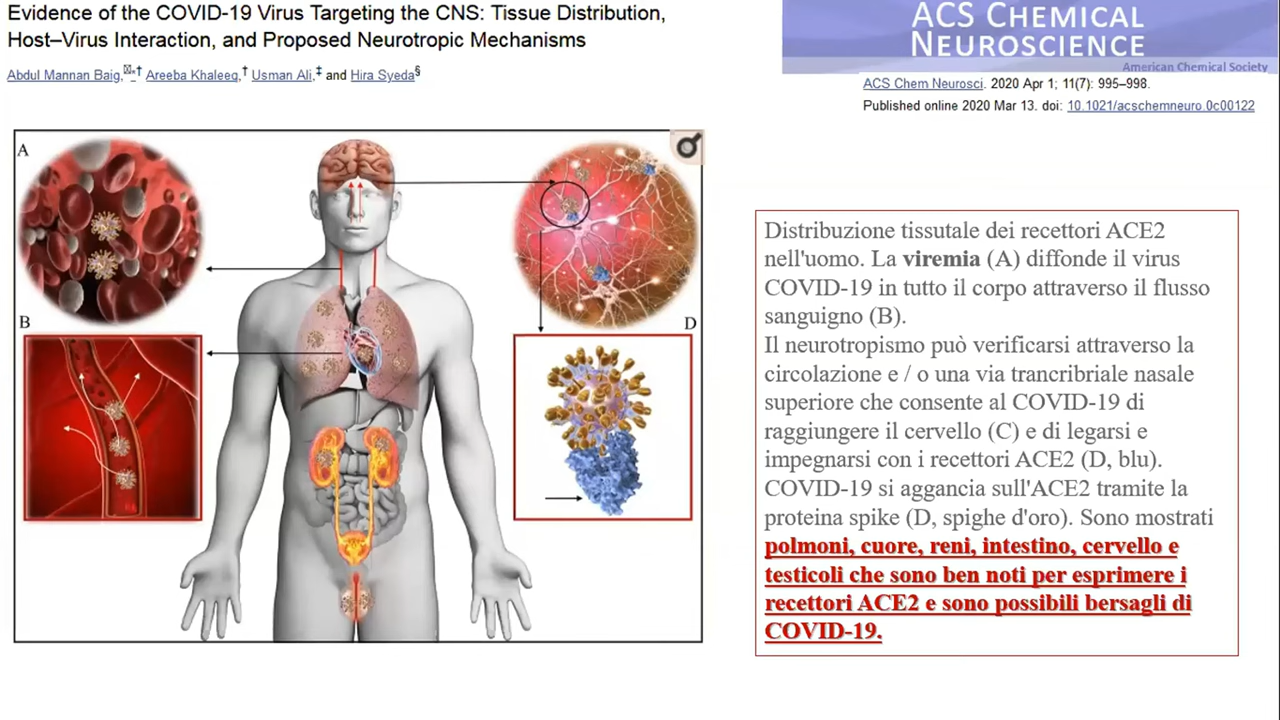 Evidence of the COVID-19 Virus Targeting the CNS: Tissue Distribution,
Host–Virus Interaction, and Proposed Neurotropic Mechanisms
Abdul Mannan Baig,*,† Areeba Khaleeq,† Usman Ali,‡ and Hira Syeda§
ACS CHEMICAL
NEUROSCIENCE
American Chemical Society
ACS Chem Neurosci. 2020 Apr 1; 11(7): 995–998.
Published online 2020 Mar 13. doi: 10.1021/acschemneuro.0c00122
A
B
D
Distribuzione tissutale dei recettori ACE2
nell'uomo. La viremia (A) diffonde il virus
COVID-19 in tutto il corpo attraverso il flusso
sanguigno (B).
Il neurotropismo può verificarsi attraverso la
circolazione e / o una via trancribriale nasale
superiore che consente al COVID-19 di
raggiungere il cervello (C) e di legarsi e
impegnarsi con i recettori ACE2 (D, blu).
COVID-19 si aggancia sull'ACE2 tramite la
proteina spike (D, spighe d'oro). Sono mostrati
polmoni, cuore, reni, intestino, cervello e
testicoli che sono ben noti per esprimere i
recettori ACE2 e sono possibili bersagli di
COVID-19.